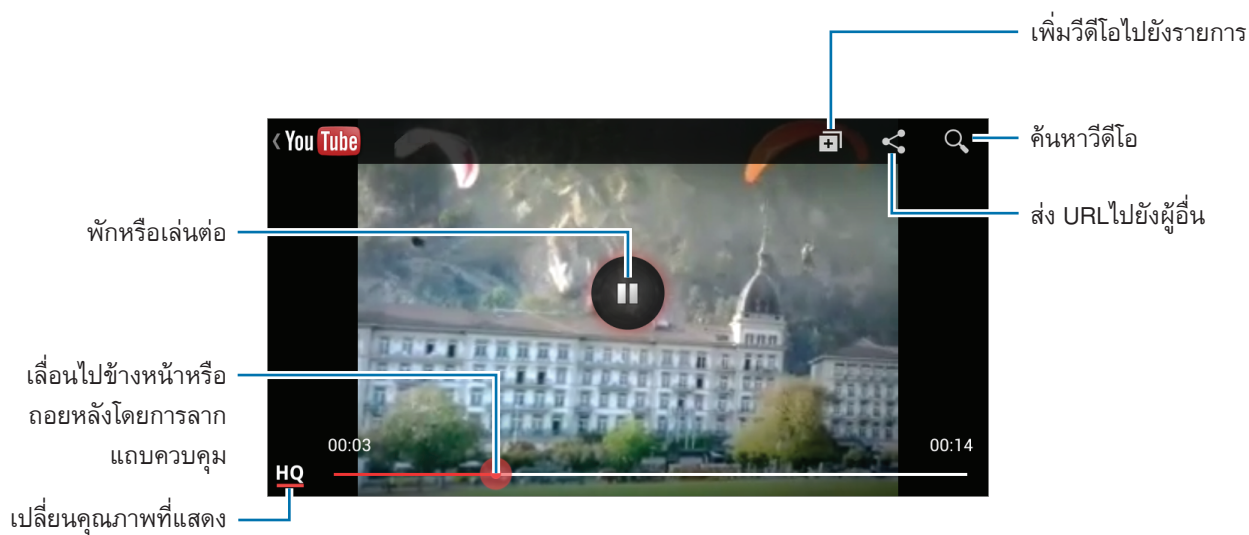 เพิ่มวีดีโอไปยังรายการ
YouTube
ค้นหาวีดีโอ
ส่ง URLไปยังผู้อื่น
พักหรือเล่นต่อ
เลื่อนไปข้างหน้าหรือ
ถอยหลังโดยการลาก
แถบควบคุม
00:03
00:14
HQ
เปลี่ยนคุณภาพที่แสดง